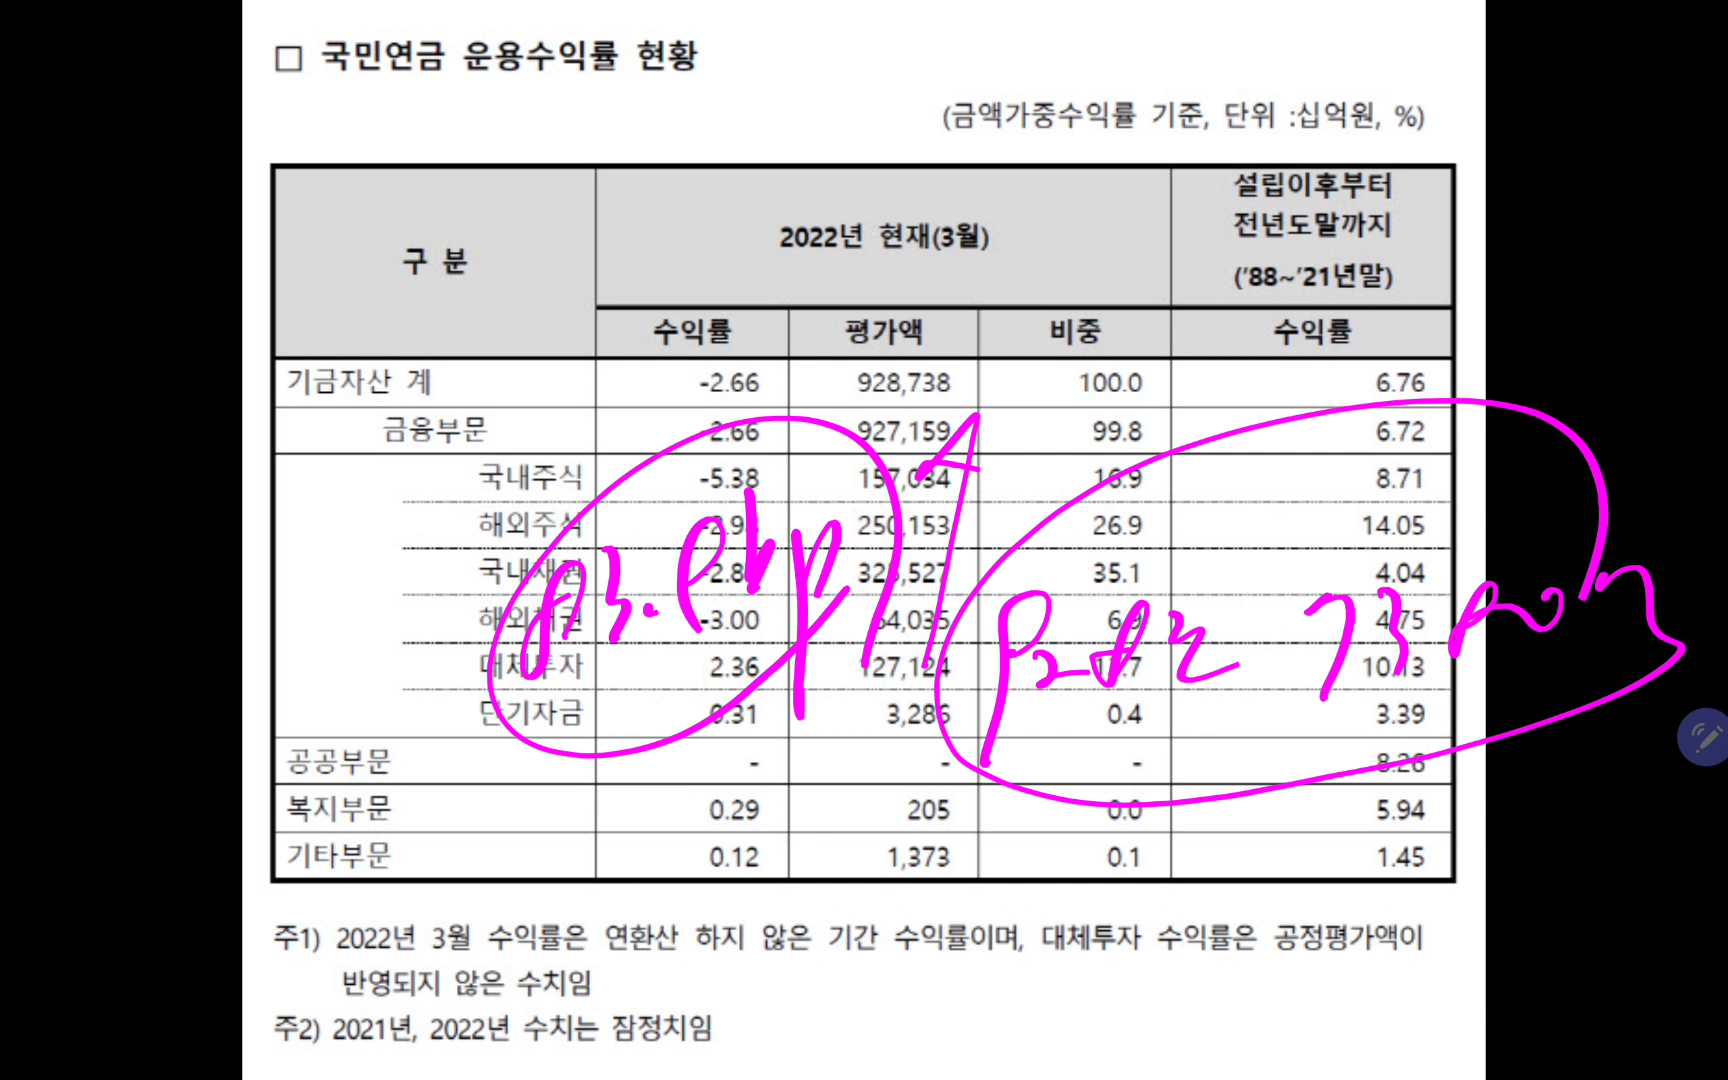 □ 국민연금 운용수익률 현황
(금액가중수익률 기준, 단위 :십억원, %)
구 분 2022년 현재(3월) 설립이후부터
전년도말까지
('88~'21년말)
수익률 평가액 비중 수익률
기금자산 계 -2.66 928,738 100.0 6.76
금융부문 -2.66 927,159 99.8 6.72
국내주식 -5.38 157,034 16.9 8.71
해외주식 250,153 26.9 14.05
국내채권 35.1 4.04
해외채권 -3.00 4.75
대체투자 2.36 127,124 10.13
단기자금 0.31 3,286 0.4 3.39
공공부문 - - - 8.26
복지부문 0.29 205 0.0 5.94
기타부문 0.12 1,373 0.1 1.45
주1) 2022년 3월 수익률은 연환산 하지 않은 기간 수익률이며, 대체투자 수익률은 공정평가액이
반영되지 않은 수치임
주2) 2021년, 2022년 수치는 잠정치임